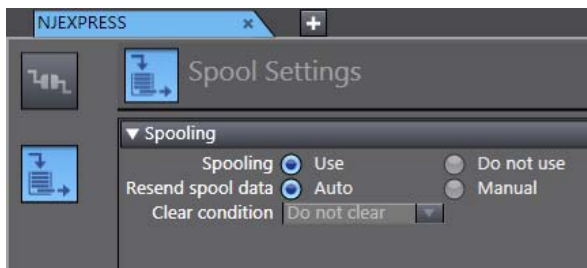 NJEXPRESS × +
Spool Settings
▼ Spooling
Spooling Use Do not use
Resend spool data Auto Manual
Clear condition Do not clear